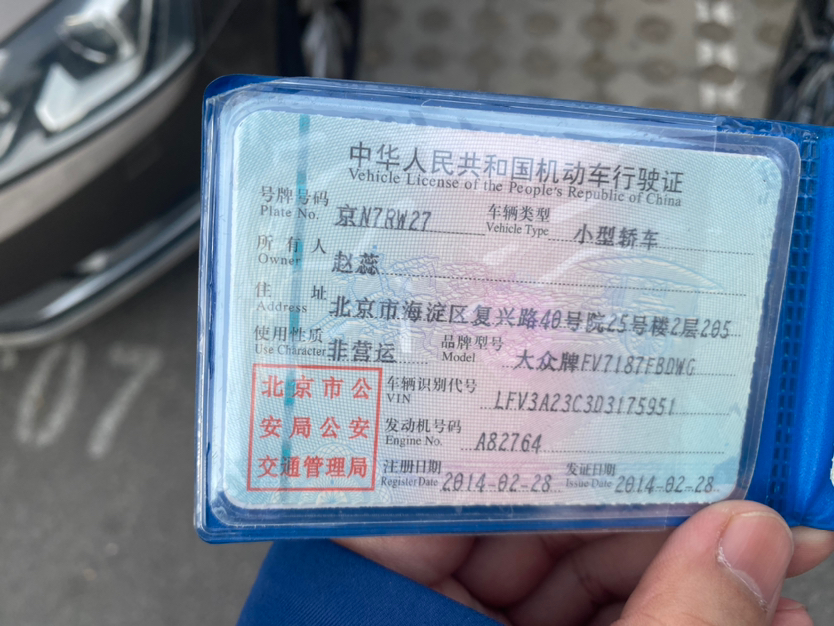 中华人民共和国机动车行驶证
Vehicle License of the People's Republic of China
号牌号码 京N7RW27 车辆类型 小型轿车
Plate No. Vehicle Type
所有人 赵蕊
Owner
住址 北京市海淀区复兴路40号院25号楼2层205
Address
使用性质 非营运 品牌型号 大众牌FV7187FBDWG
Use Character Model
北京市公
安局公安
交通管理局
车辆识别代号 LFV3A23C3D3175951
VIN
发动机号码 A82764
Engine No.
注册日期 2014-02-28 发证日期 2014-02-28
Register Date Issue Date
07